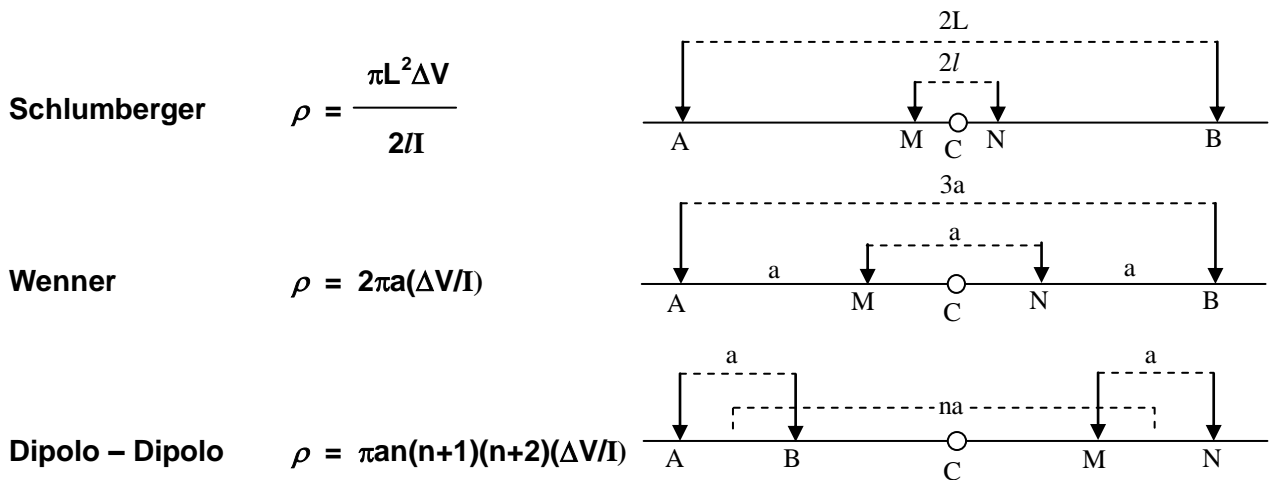 2L
πL²ΔV
2l
Schlumberger ρ =
2lI
A M C N B
3a
a
Wenner ρ = 2πa(ΔV/I) a a
A M C N B
a a
na
Dipolo – Dipolo ρ = πan(n+1)(n+2)(ΔV/I)
A B C M N